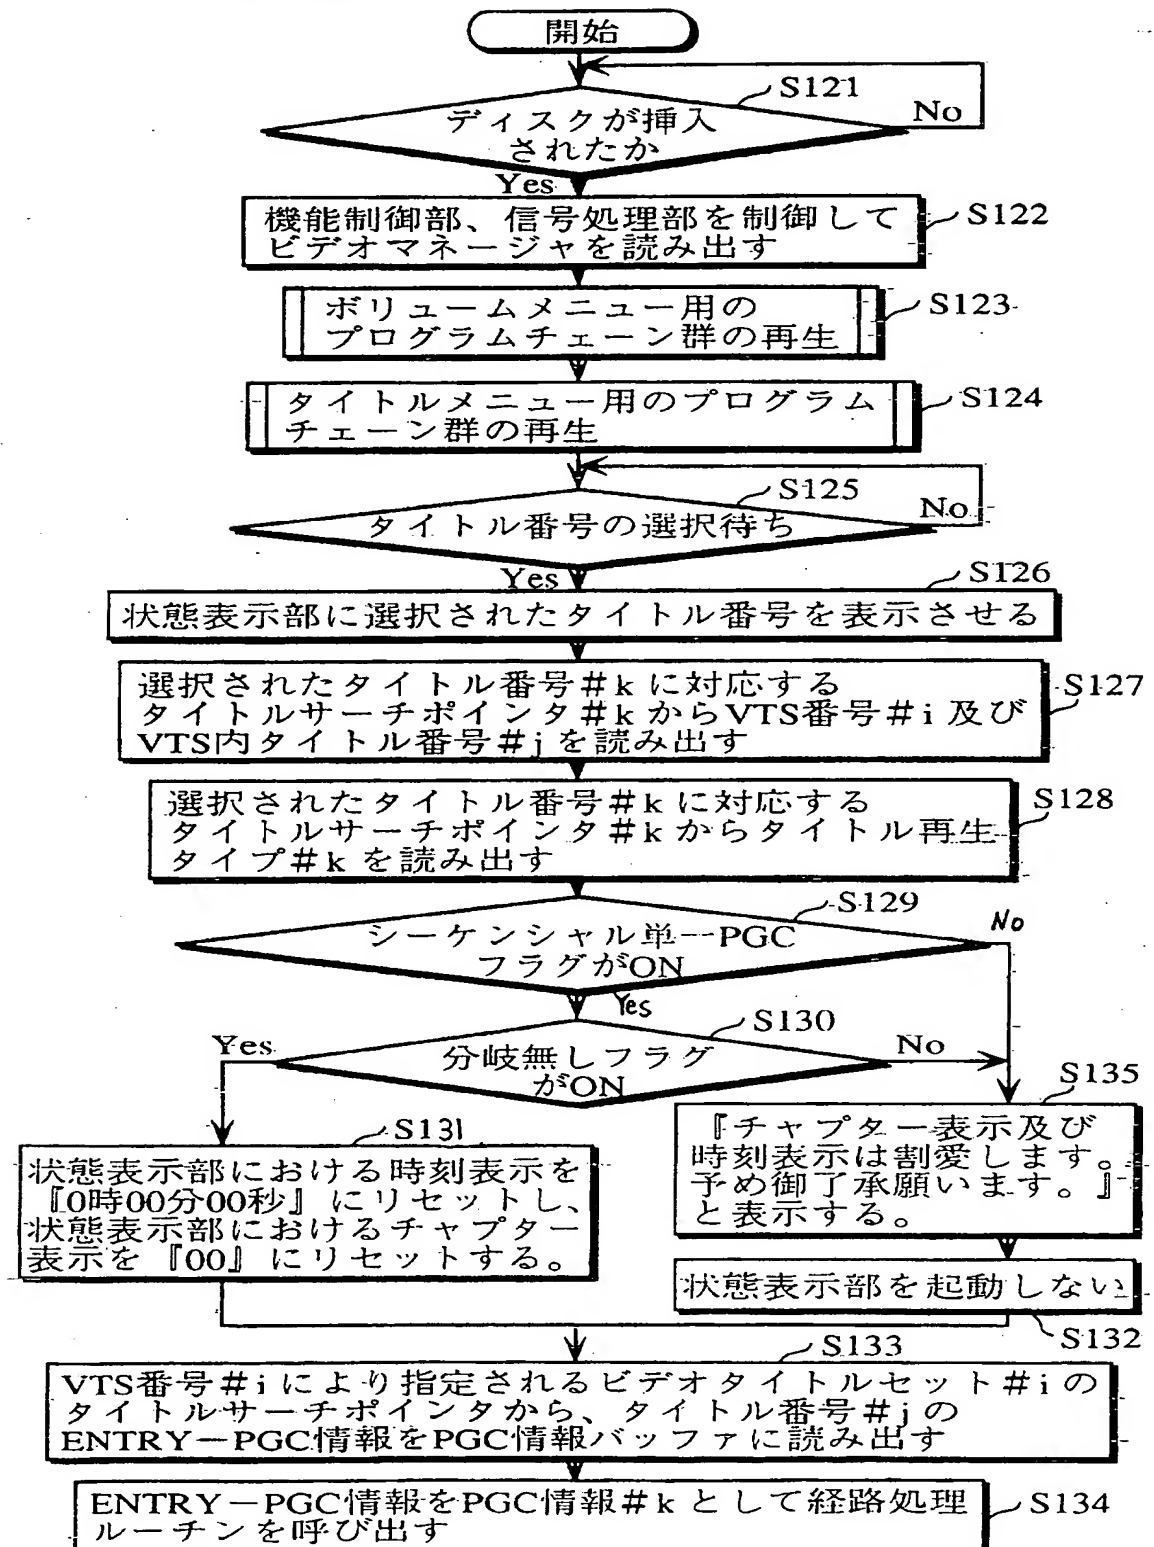 開始
S121
ディスクが挿入
されたか
No
Yes
機能制御部、信号処理部を制御して
ビデオマネージャを読み出す
S122
ボリュームメニュー用の
プログラムチェーン群の再生
S123
タイトルメニュー用のプログラム
チェーン群の再生
S124
S125
タイトル番号の選択待ち
No
Yes
S126
状態表示部に選択されたタイトル番号を表示させる
選択されたタイトル番号#kに対応する
タイトルサーチポインタ#kからVTS番号#i及び
VTS内タイトル番号#jを読み出す
S127
選択されたタイトル番号#kに対応する
タイトルサーチポインタ#kからタイトル再生
タイプ#kを読み出す
S128
S129
シーケンシャル単一PGC
フラグがON
No
Yes
S130
分岐無しフラグ
がON
Yes
No
S131
状態表示部における時刻表示を
『0時00分00秒』にリセットし、
状態表示部におけるチャプター
表示を『00』にリセットする。
S135
『チャプター表示及び
時刻表示は割愛します。
予め御了承願います。』
と表示する。
状態表示部を起動しない
S132
S133
VTS番号#iにより指定されるビデオタイトルセット#iの
タイトルサーチポインタから、タイトル番号#jの
ENTRY－PGC情報をPGC情報バッファに読み出す
ENTRY－PGC情報をPGC情報#kとして経路処理
ルーチンを呼び出す
S134